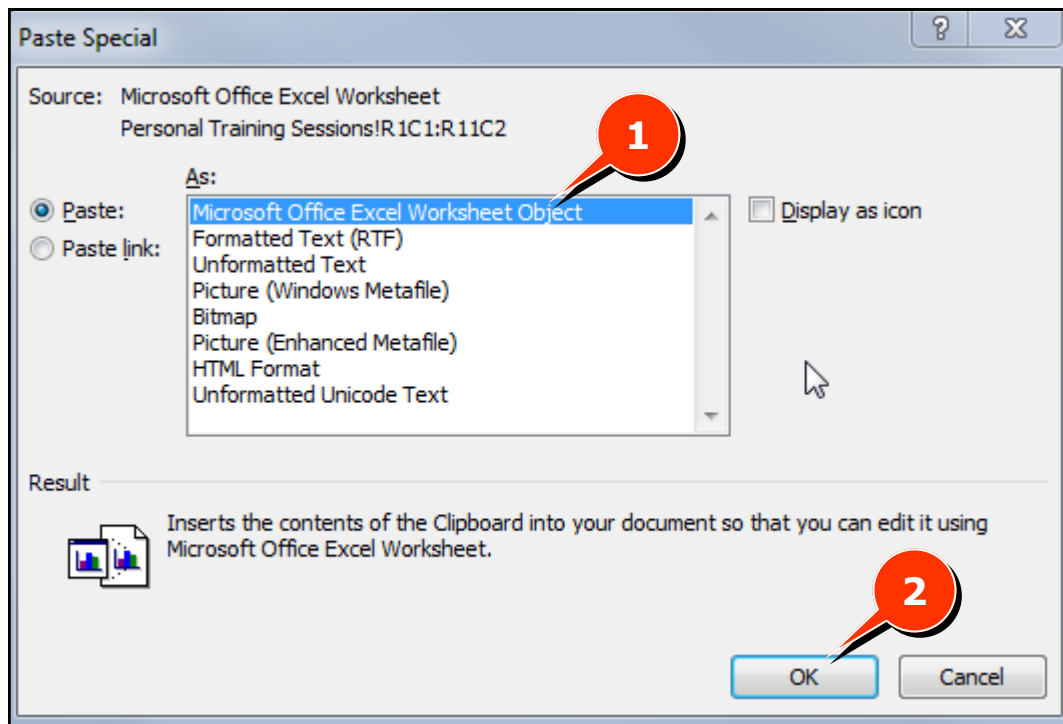 Paste Special
Source: Microsoft Office Excel Worksheet
Personal Training Sessions!R1C1:R11C2
1
As:
Paste:
Paste link:
Microsoft Office Excel Worksheet Object
Formatted Text (RTF)
Unformatted Text
Picture (Windows Metafile)
Bitmap
Picture (Enhanced Metafile)
HTML Format
Unformatted Unicode Text
Display as icon
Result
Inserts the contents of the Clipboard into your document so that you can edit it using
Microsoft Office Excel Worksheet.
2
OK
Cancel